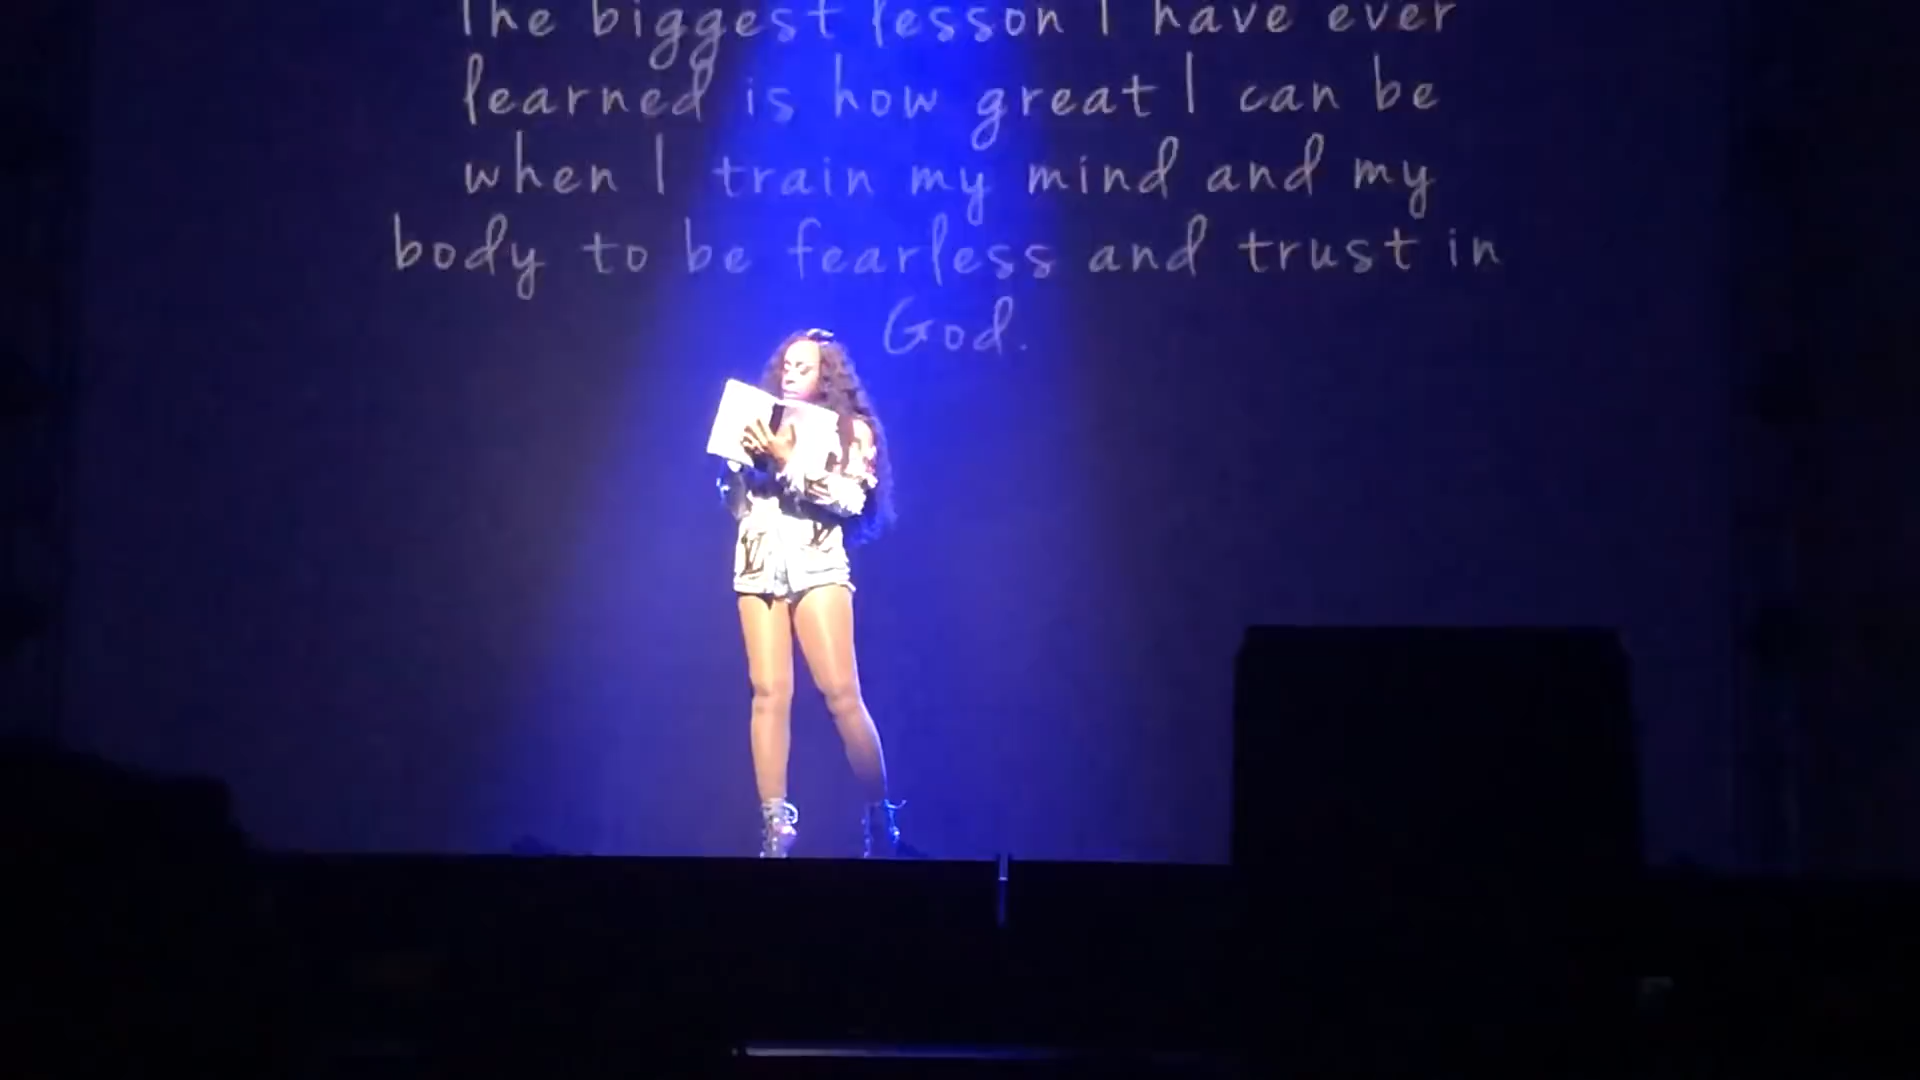 The biggest lesson I have ever
learned is how great I can be
when I train my mind and my
body to be fearless and trust in
God.